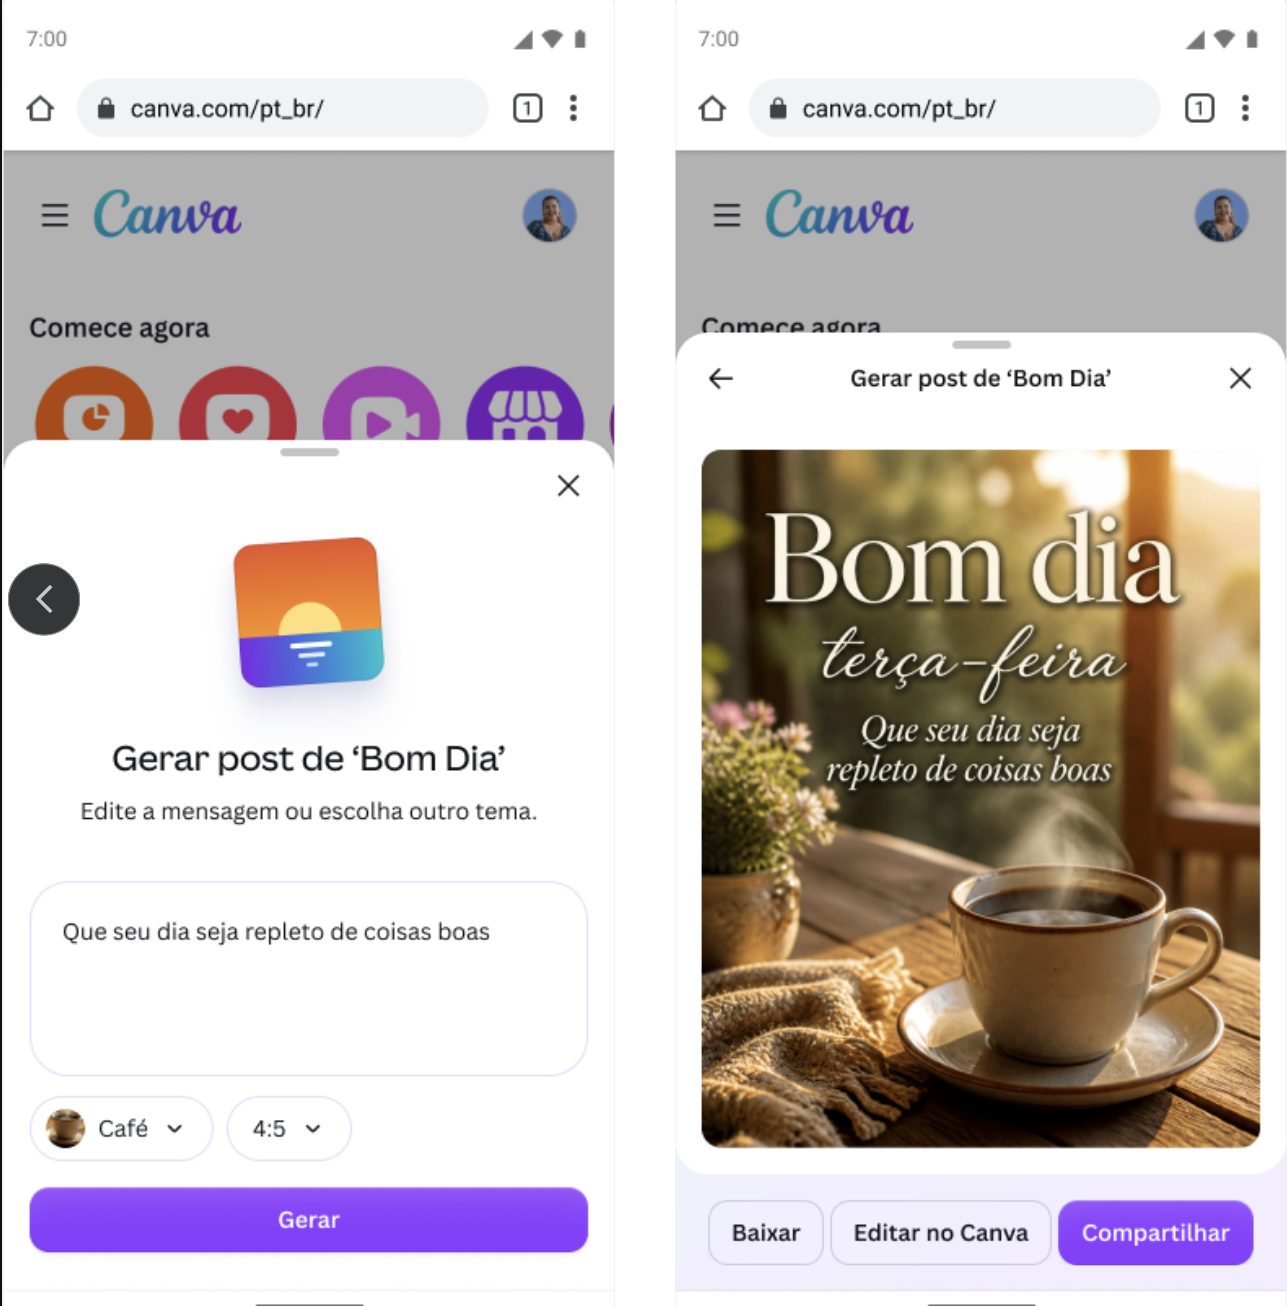 7:00
canva.com/pt_br/
1
Canva
Comece agora
Gerar post de ‘Bom Dia’
Edite a mensagem ou escolha outro tema.
Que seu dia seja repleto de coisas boas
Café
4:5
Gerar
7:00
canva.com/pt_br/
1
Canva
Comece agora
Gerar post de ‘Bom Dia’
Bom dia
terça-feira
Que seu dia seja
repleto de coisas boas
Baixar
Editar no Canva
Compartilhar